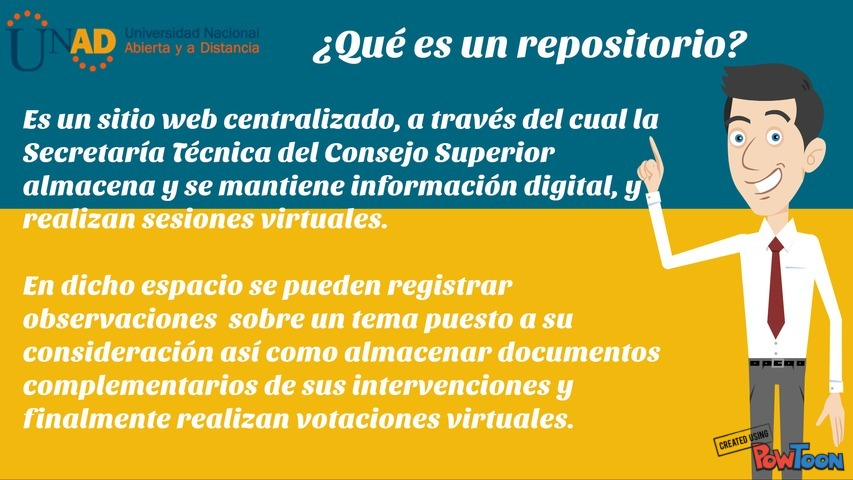 UNAD
Universidad Nacional
Abierta y a Distancia
¿Qué es un repositorio?
Es un sitio web centralizado, a través del cual la
Secretaría Técnica del Consejo Superior
almacena y se mantiene información digital, y
realizan sesiones virtuales.
En dicho espacio se pueden registrar
observaciones sobre un tema puesto a su
consideración así como almacenar documentos
complementarios de sus intervenciones y
finalmente realizan votaciones virtuales.
CREATED USING
POWTOON